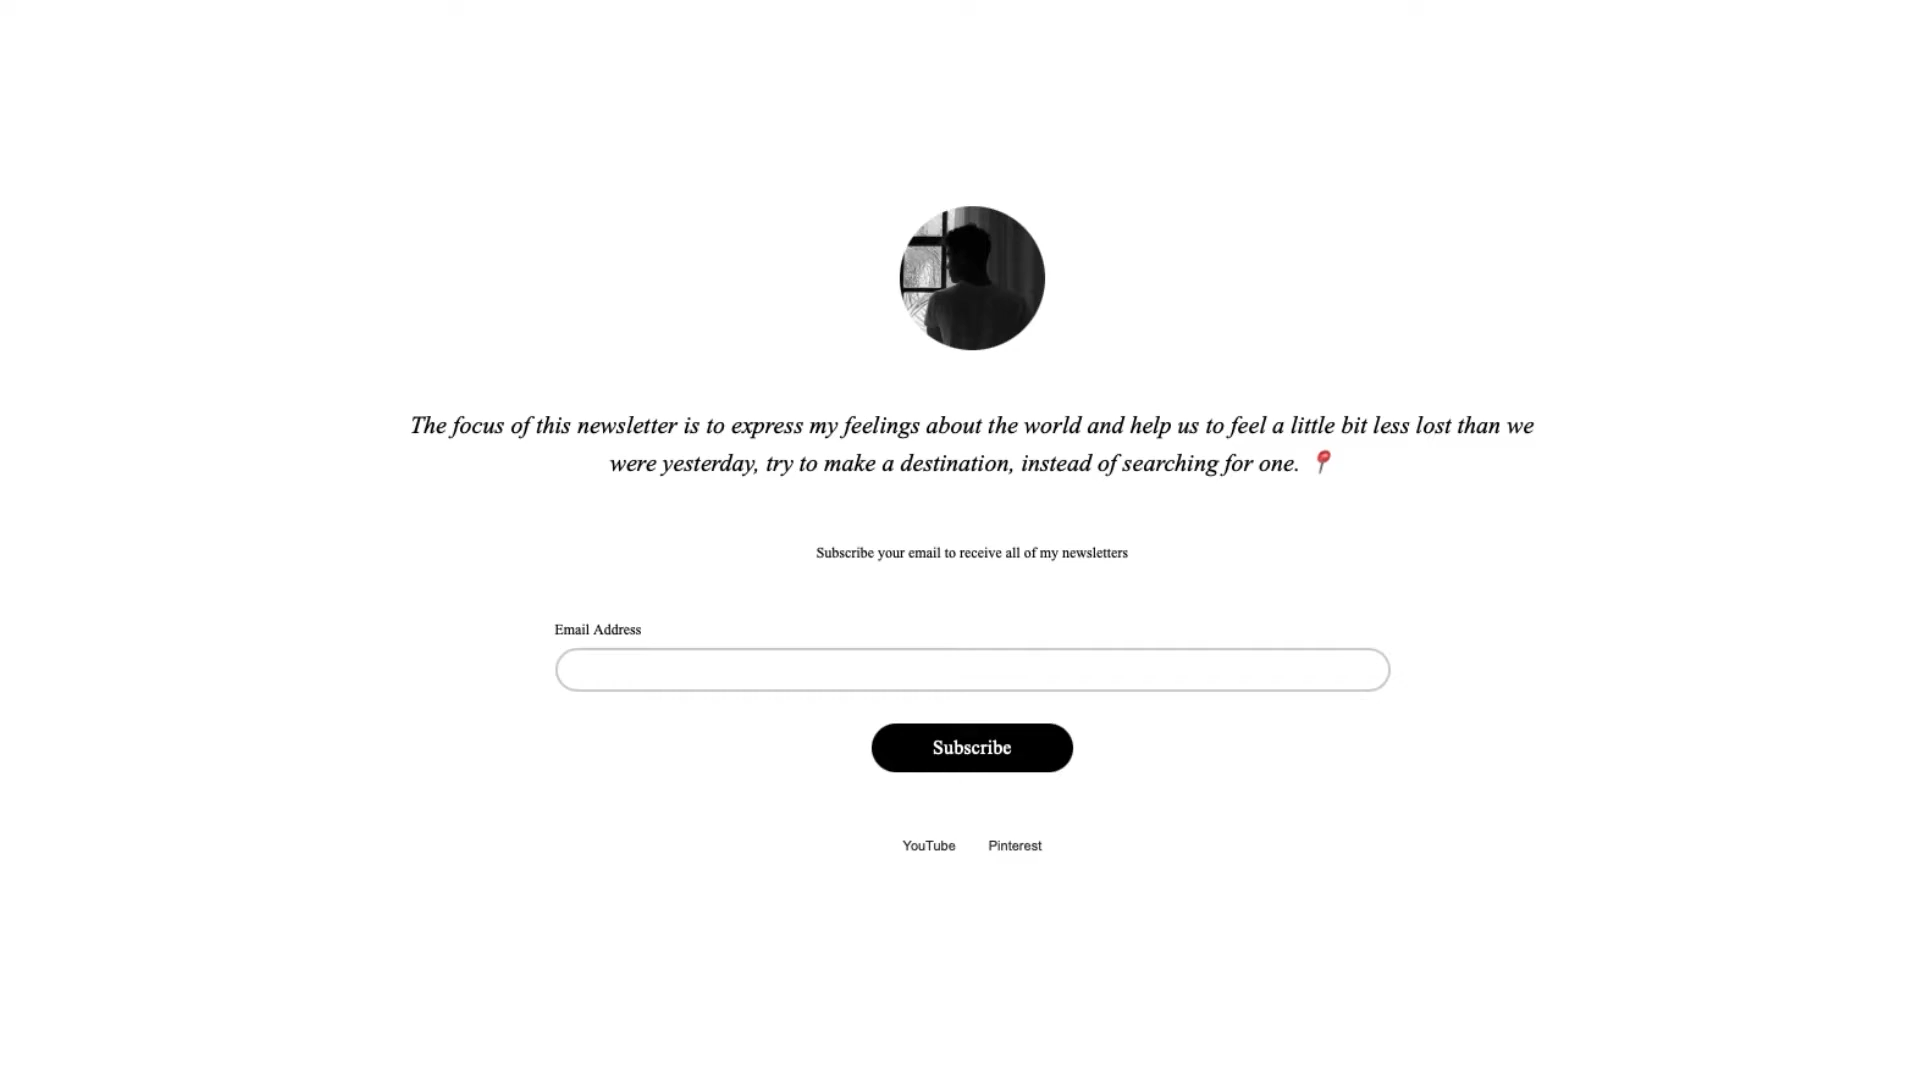 The focus of this newsletter is to express my feelings about the world and help us to feel a little bit less lost than we
were yesterday, try to make a destination, instead of searching for one. 📍
Subscribe your email to receive all of my newsletters
Email Address
Subscribe
YouTube Pinterest